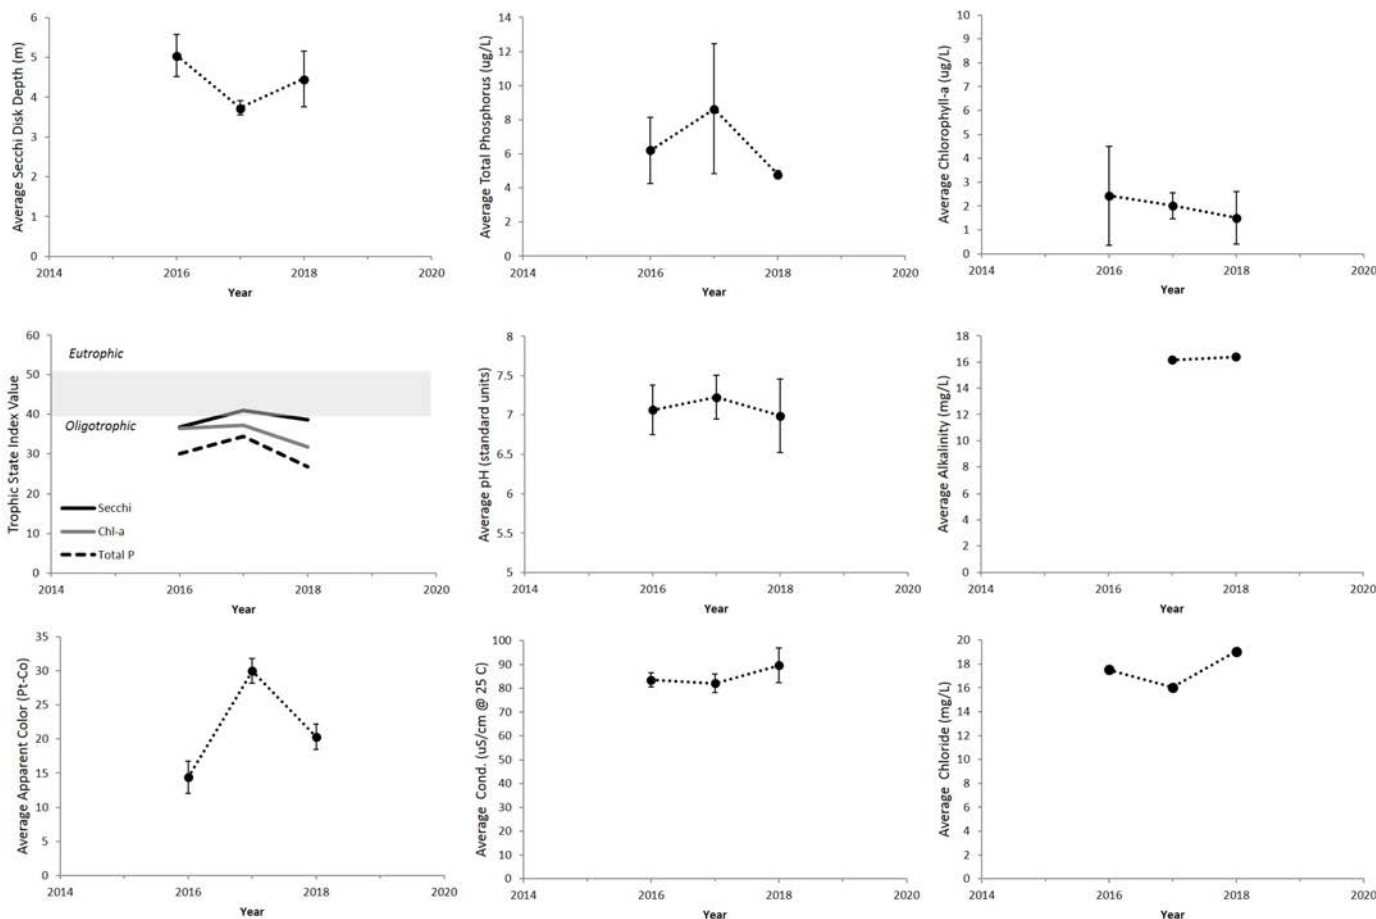 Average Secchi Disk Depth (m)
6
5
4
3
2
1
0
2014 2016 2018 2020
Year
Average Total Phosphorus (ug/L)
14
12
10
8
6
4
2
0
2014 2016 2018 2020
Year
Average Chlorophyll-a (ug/L)
10
9
8
7
6
5
4
3
2
1
0
2014 2016 2018 2020
Year
Trophic State Index Value
60
50
40
30
20
10
0
Eutrophic
Oligotrophic
Secchi
Chl-a
Total P
2014 2016 2018 2020
Year
Average pH (standard units)
8
7.5
7
6.5
6
5.5
5
2014 2016 2018 2020
Year
Average Alkalinity (mg/L)
18
16
14
12
10
8
6
4
2
0
2014 2016 2018 2020
Year
Average Apparent Color (Pt-Co)
35
30
25
20
15
10
5
0
2014 2016 2018 2020
Year
Average Cond. (uS/cm @ 25 C)
100
90
80
70
60
50
40
30
20
10
0
2014 2016 2018 2020
Year
Average Chloride (mg/L)
20
18
16
14
12
10
8
6
4
2
0
2014 2016 2018 2020
Year